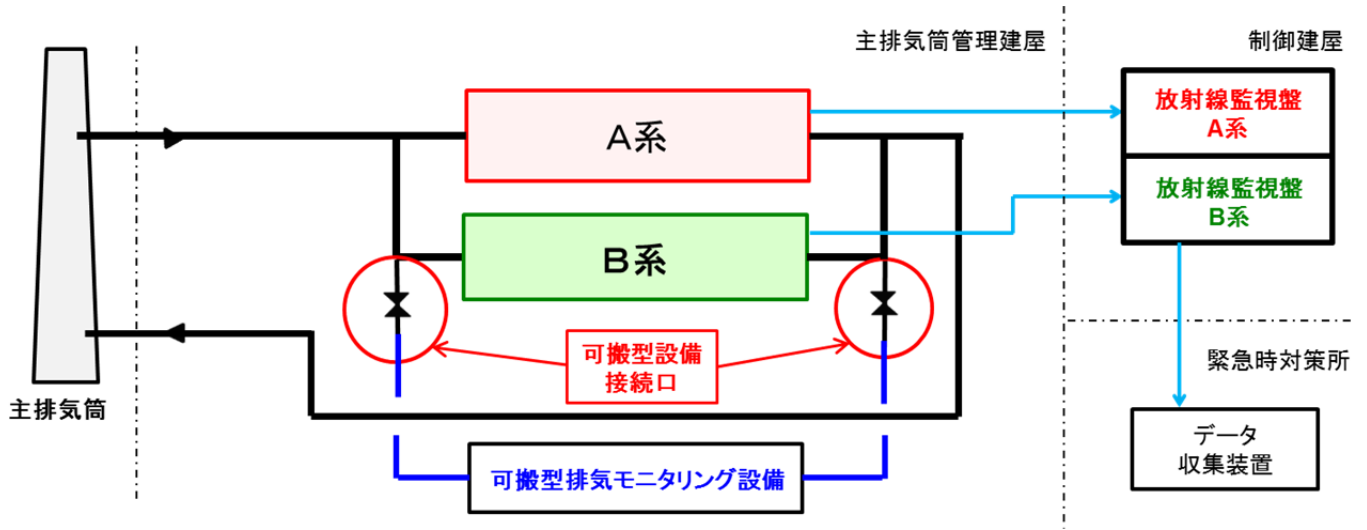 主排気筒管理建屋
制御建屋
放射線監視盤
A系
放射線監視盤
B系
A系
B系
可搬型設備
接続口
主排気筒
緊急時対策所
データ
収集装置
可搬型排気モニタリング設備